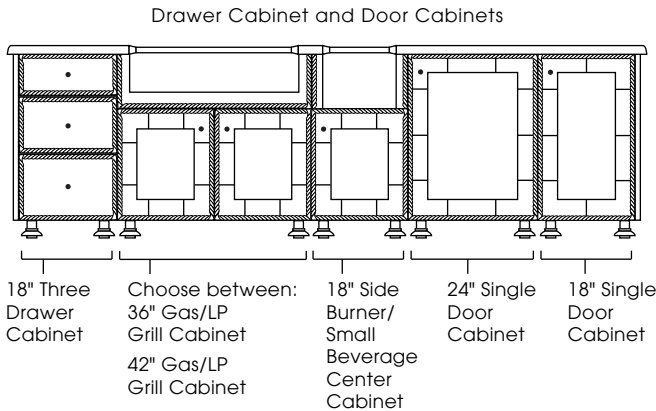 Drawer Cabinet and Door Cabinets
18" Three
Drawer
Cabinet
Choose between:
36" Gas/LP
Grill Cabinet
42" Gas/LP
Grill Cabinet
18" Side
Burner/
Small
Beverage
Center
Cabinet
24" Single
Door
Cabinet
18" Single
Door
Cabinet